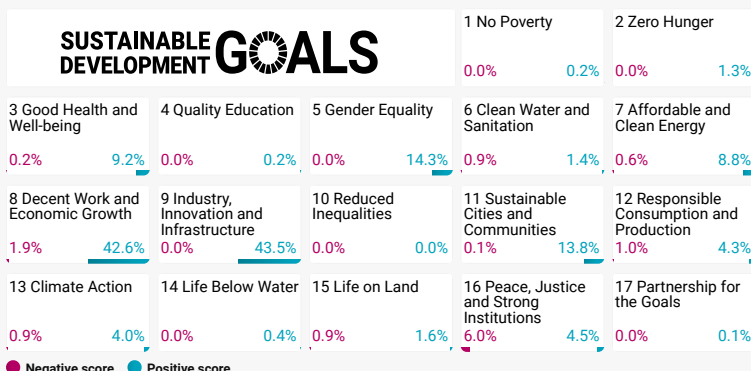 SUSTAINABLE
DEVELOPMENT
GOALS
1 No Poverty
0.0% 0.2%
2 Zero Hunger
0.0% 1.3%
3 Good Health and
Well-being
0.2% 9.2%
4 Quality Education
0.0% 0.2%
5 Gender Equality
0.0% 14.3%
6 Clean Water and
Sanitation
0.9% 1.4%
7 Affordable and
Clean Energy
0.6% 8.8%
8 Decent Work and
Economic Growth
1.9% 42.6%
9 Industry,
Innovation and
Infrastructure
0.0% 43.5%
10 Reduced
Inequalities
0.0% 0.0%
11 Sustainable
Cities and
Communities
0.1% 13.8%
12 Responsible
Consumption and
Production
1.0% 4.3%
13 Climate Action
0.9% 4.0%
14 Life Below Water
0.0% 0.4%
15 Life on Land
0.9% 1.6%
16 Peace, Justice
and Strong
Institutions
6.0% 4.5%
17 Partnership for
the Goals
0.0% 0.1%
Negative score Positive score